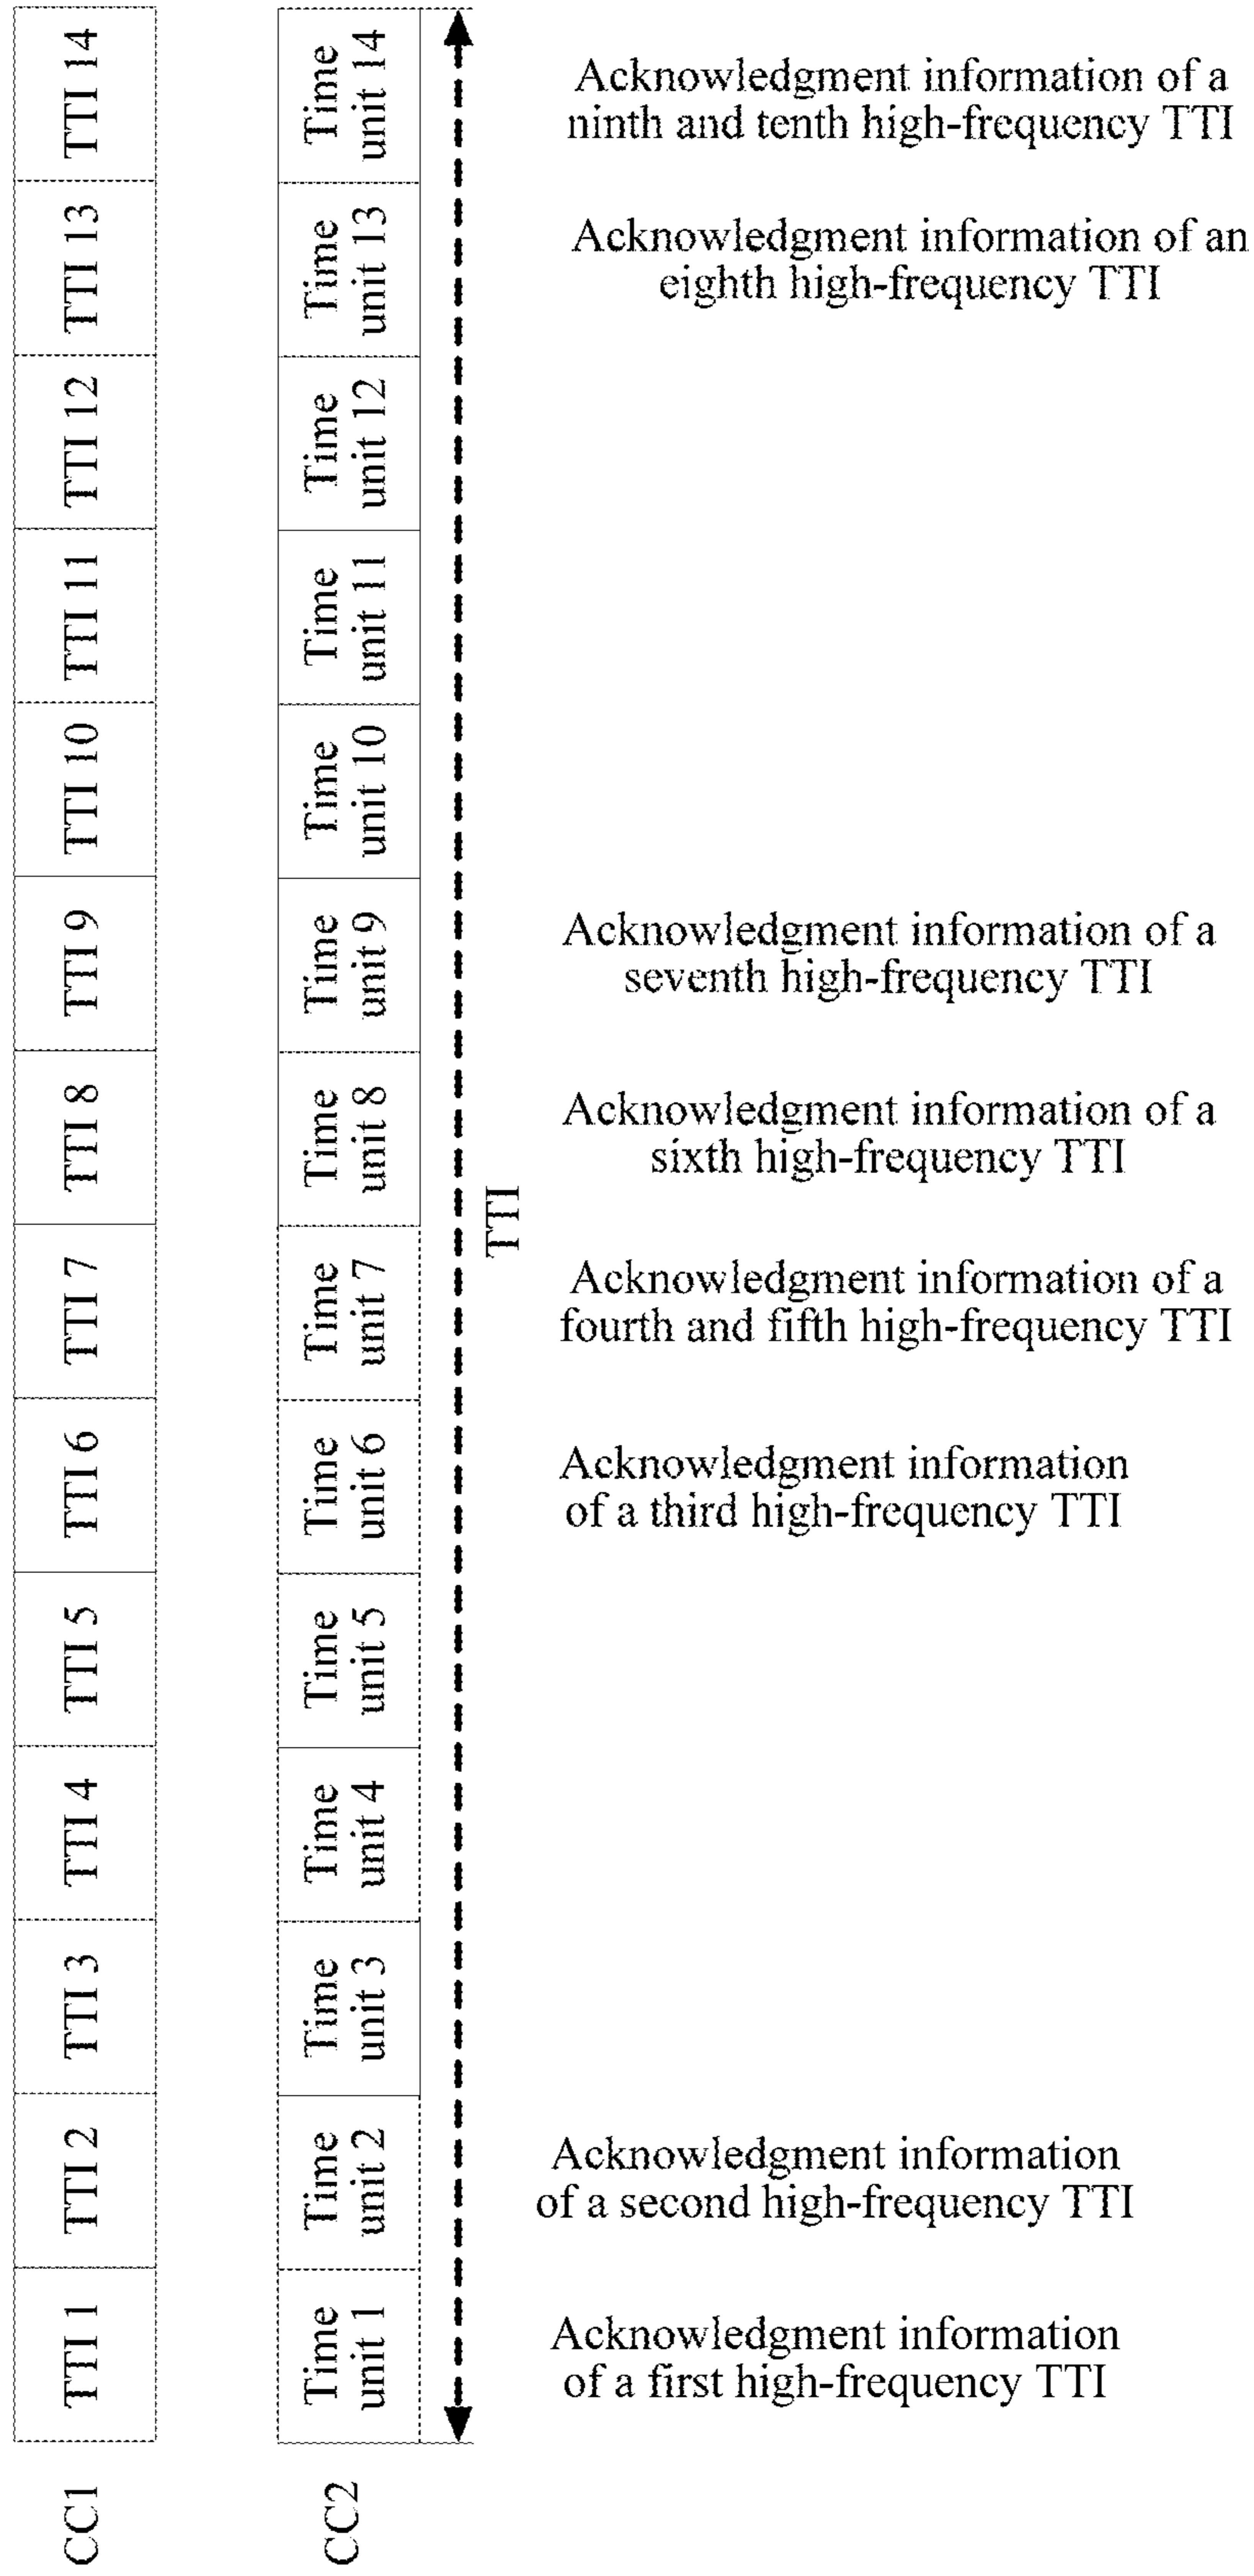 TTI 14
TTI 13
TTI 12
TTI 11
TTI 10
TTI 9
TTI 8
TTI 7
TTI 6
TTI 5
TTI 4
TTI 3
TTI 2
TTI 1
CC1
Time
unit 14
Time
unit 13
Time
unit 12
Time
unit 11
Time
unit 10
Time
unit 9
Time
unit 8
Time
unit 7
Time
unit 6
Time
unit 5
Time
unit 4
Time
unit 3
Time
unit 2
Time
unit 1
CC2
TTI
Acknowledgment information of a
ninth and tenth high-frequency TTI
Acknowledgment information of an
eighth high-frequency TTI
Acknowledgment information of a
seventh high-frequency TTI
Acknowledgment information of a
sixth high-frequency TTI
Acknowledgment information of a
fourth and fifth high-frequency TTI
Acknowledgment information
of a third high-frequency TTI
Acknowledgment information
of a second high-frequency TTI
Acknowledgment information
of a first high-frequency TTI